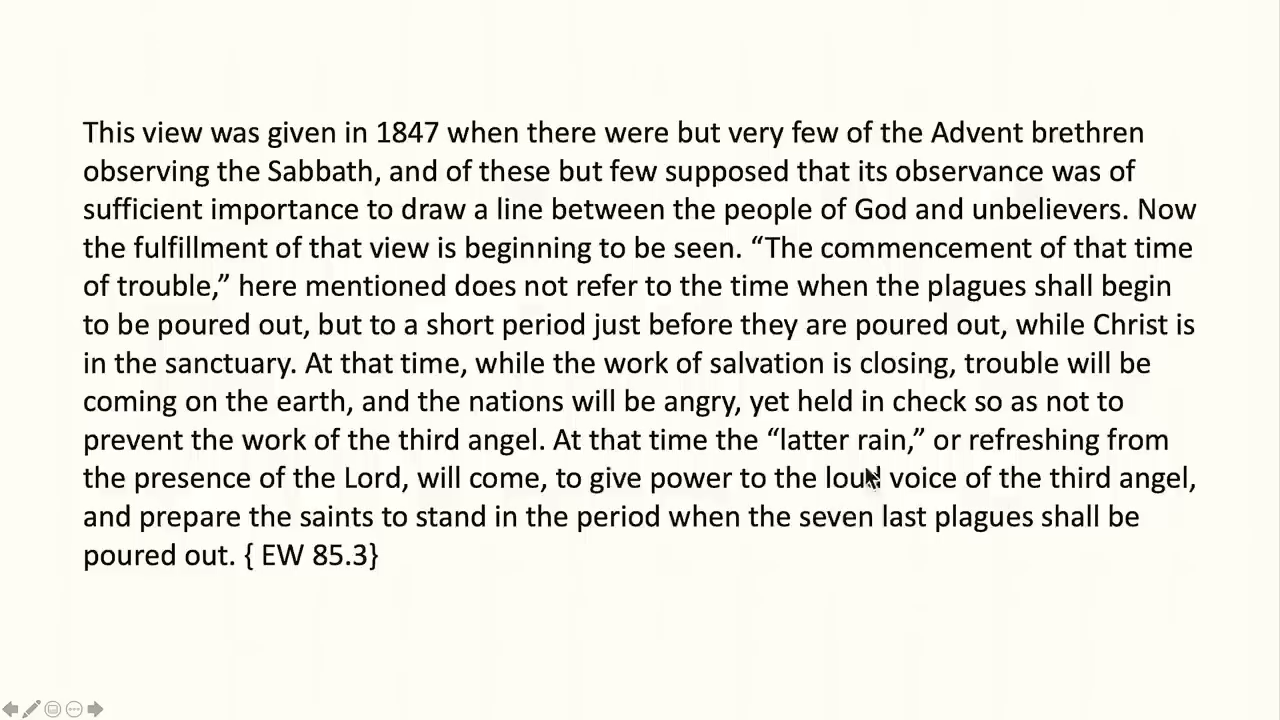 This view was given in 1847 when there were but very few of the Advent brethren
observing the Sabbath, and of these but few supposed that its observance was of
sufficient importance to draw a line between the people of God and unbelievers. Now
the fulfillment of that view is beginning to be seen. “The commencement of that time
of trouble,” here mentioned does not refer to the time when the plagues shall begin
to be poured out, but to a short period just before they are poured out, while Christ is
in the sanctuary. At that time, while the work of salvation is closing, trouble will be
coming on the earth, and the nations will be angry, yet held in check so as not to
prevent the work of the third angel. At that time the “latter rain,” or refreshing from
the presence of the Lord, will come, to give power to the loud voice of the third angel,
and prepare the saints to stand in the period when the seven last plagues shall be
poured out. { EW 85.3}